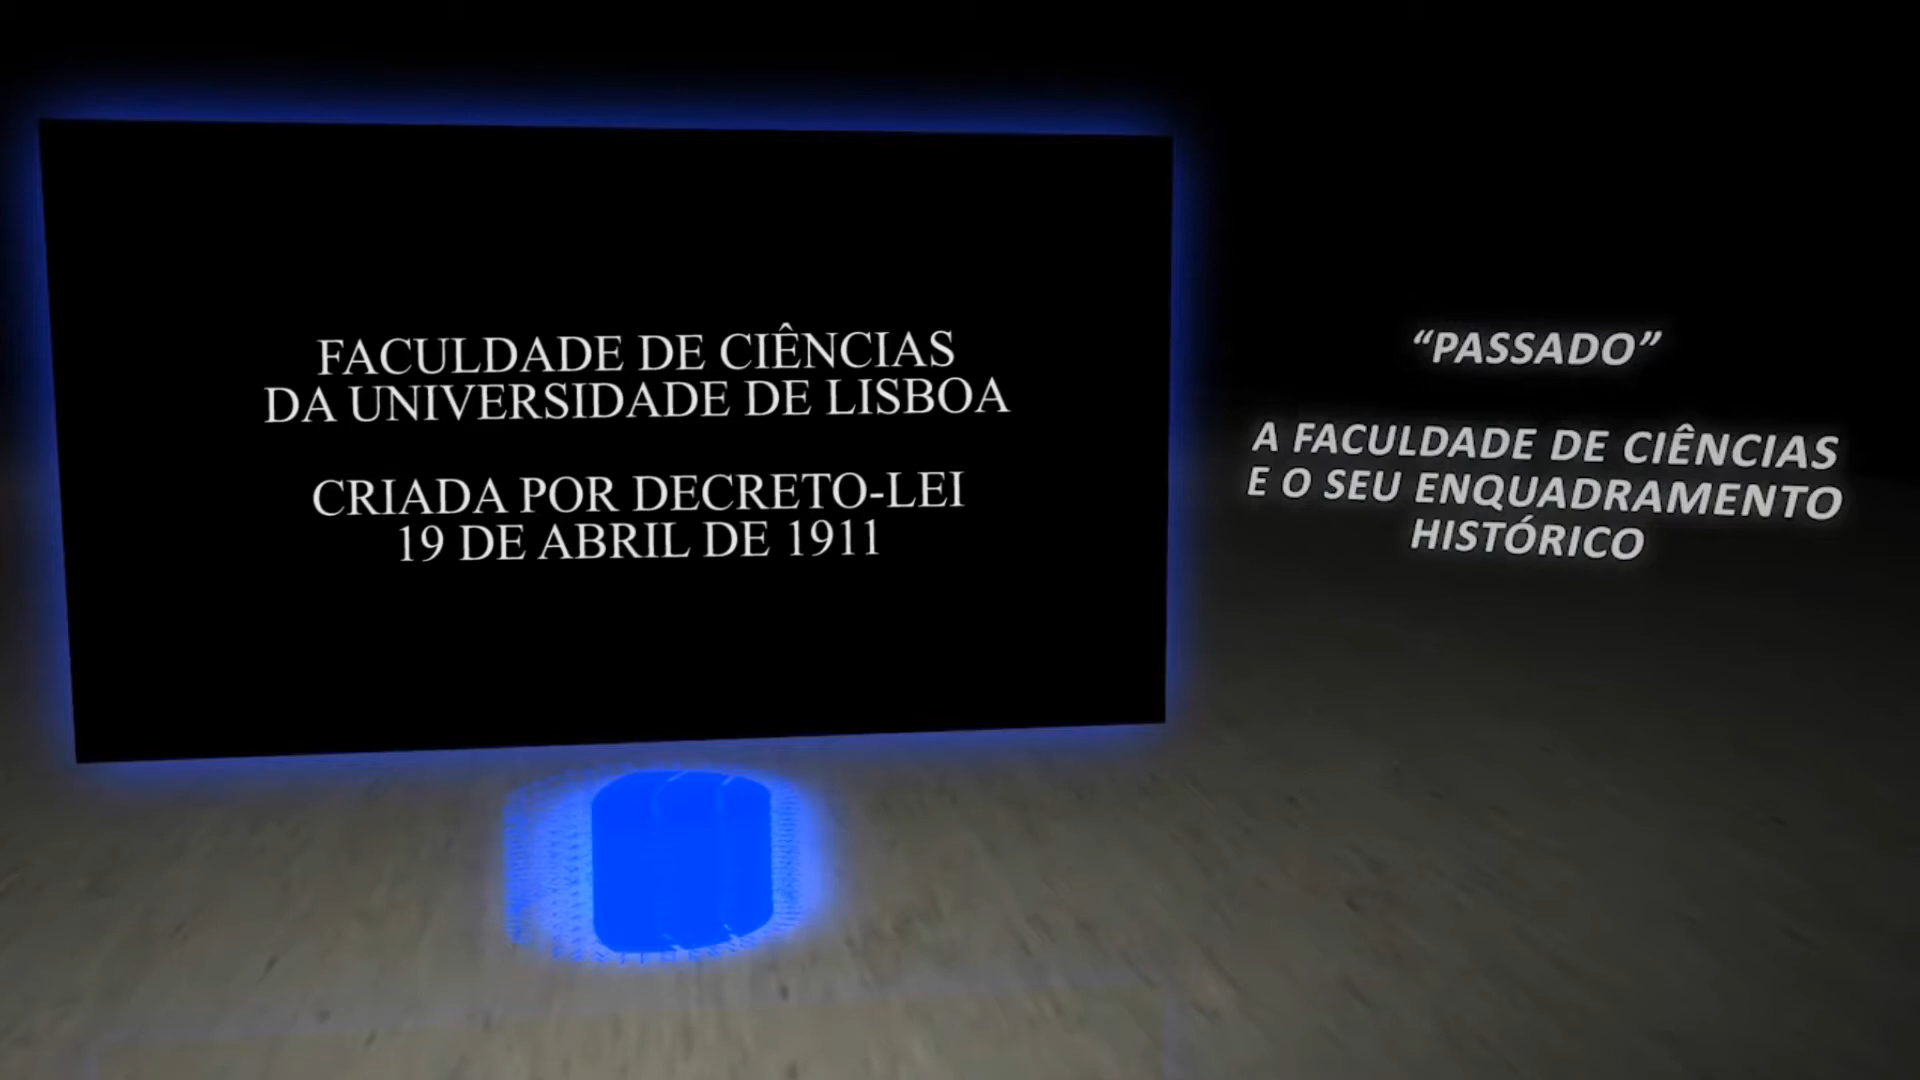 FACULDADE DE CIÊNCIAS
DA UNIVERSIDADE DE LISBOA
CRIADA POR DECRETO-LEI
19 DE ABRIL DE 1911
“PASSADO”
A FACULDADE DE CIÊNCIAS
E O SEU ENQUADRAMENTO
HISTÓRICO